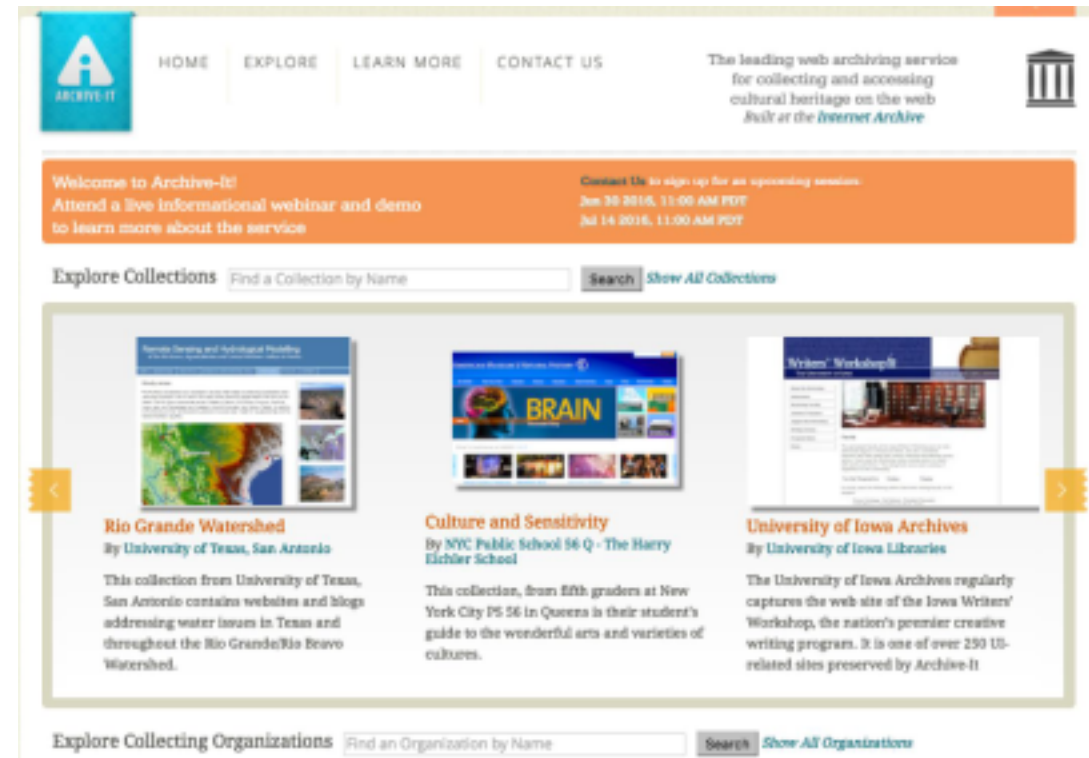 ARCHIVE-IT
HOME EXPLORE LEARN MORE CONTACT US
The leading web archiving service
for collecting and accessing
cultural heritage on the web
Built at the Internet Archive
Welcome to Archive-It!
Attend a live informational webinar and demo
to learn more about the service
Contact Us to sign up for an upcoming session:
Jun 30 2016, 11:00 AM PDT
Jul 14 2016, 11:00 AM PDT
Explore Collections Find a Collection by Name Search Show All Collections
Remote Sensing and Hydrological Modelling
BRAIN
Writers' Workshop
Rio Grande Watershed
By University of Texas, San Antonio
This collection from University of Texas,
San Antonio contains websites and blogs
addressing water issues in Texas and
throughout the Rio Grande/Rio Bravo
Watershed.
Culture and Sensitivity
By NYC Public School 56 Q - The Harry
Eichler School
This collection, from fifth graders at New
York City PS 56 in Queens is their student's
guide to the wonderful arts and varieties of
cultures.
University of Iowa Archives
By University of Iowa Libraries
The University of Iowa Archives regularly
captures the web site of the Iowa Writers'
Workshop, the nation's premier creative
writing program. It is one of over 250 UI-
related sites preserved by Archive-It
Explore Collecting Organizations Find an Organization by Name Search Show All Organizations